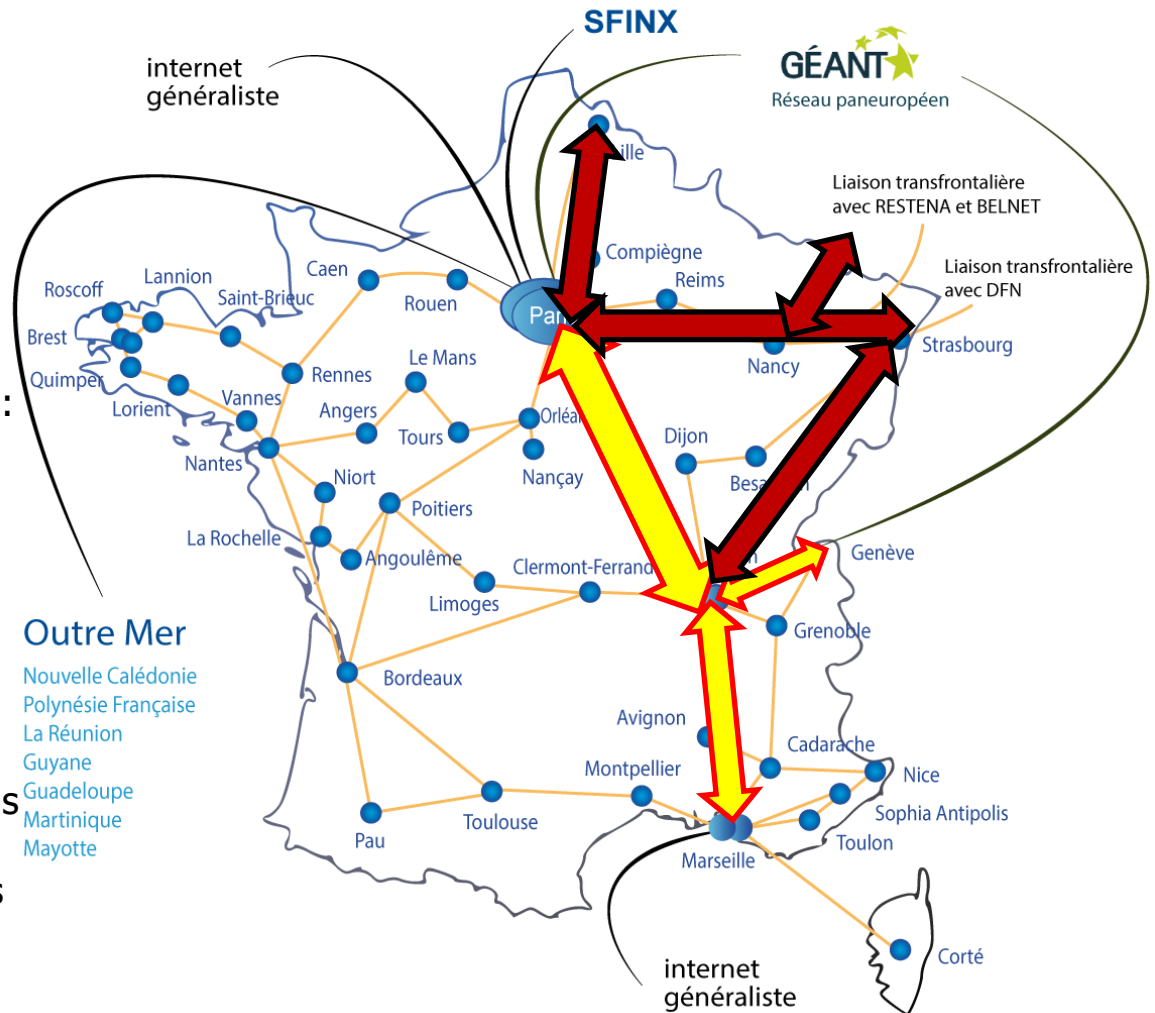 SFINX
internet
généraliste
GÉANT
Réseau paneuropéen
Liaison transfrontalière
avec RESTENA et BELNET
Liaison transfrontalière
avec DFN
Compiègne
Reims
Caen
Rouen
Lannion
Roscoff
Saint-Brieuc
Brest
Quimper
Lorient
Vannes
Rennes
Le Mans
Angers
Tours
Nançay
Nancy
Strasbourg
Dijon
:
Nantes
Niort
Poitiers
La Rochelle
Angoulême
Limoges
Clermont-Ferrand
Genève
Grenoble
Outre Mer
Nouvelle Calédonie
Polynésie Française
La Réunion
Guyane
Guadeloupe
Martinique
Mayotte
s
s
Bordeaux
Avignon
Cadarache
Montpellier
Nice
Sophia Antipolis
Toulon
Toulouse
Pau
Marseille
Corté
internet
généraliste